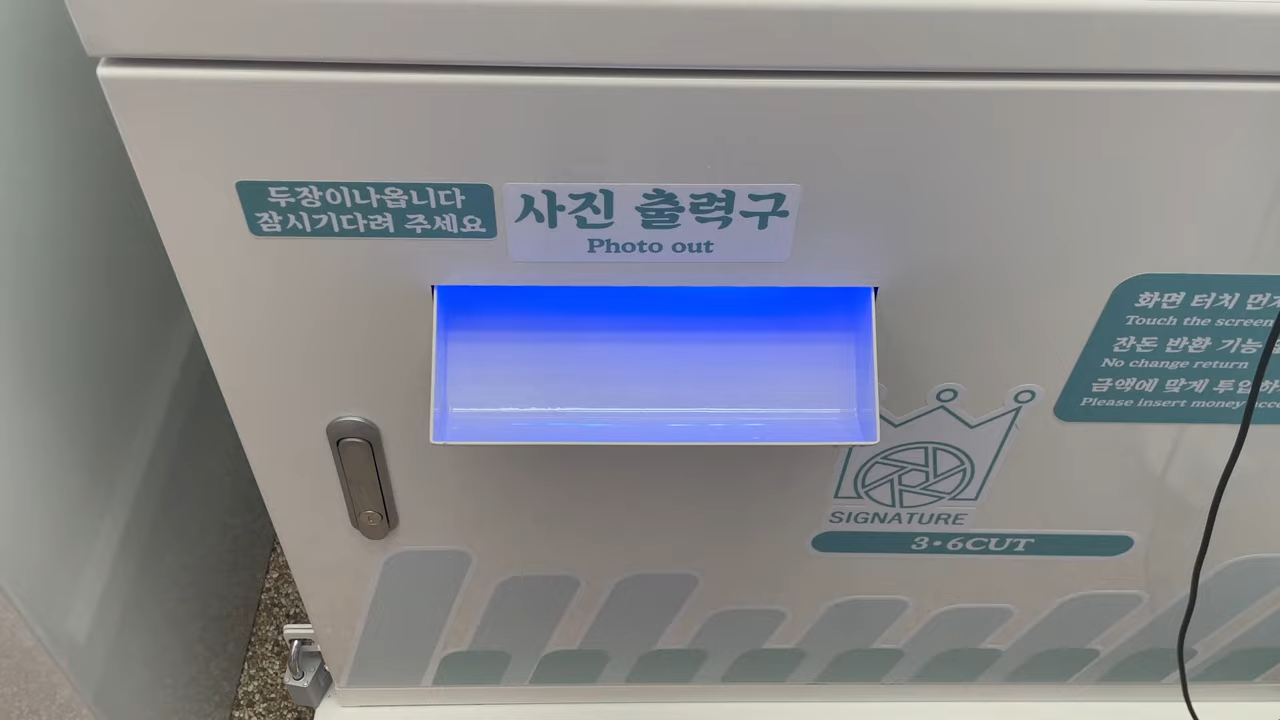 두장이나옵니다
잠시기다려 주세요
사진 출력구
Photo out
화면 터치 먼저
Touch the screen
잔돈 반환 기능
No change return
금액에 맞게 투입
Please insert money
SIGNATURE
3•6CUT